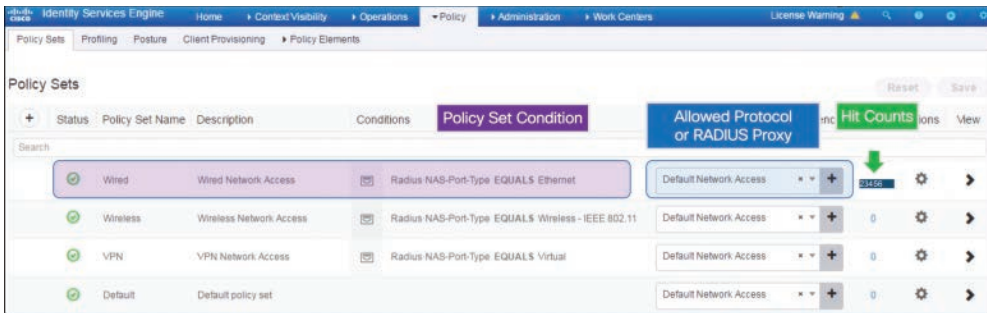 CISCO Identity Services Engine Home Context Visibility Operations Policy Administration Work Centers License Warning
Policy Sets Profiling Posture Client Provisioning Policy Elements
Policy Sets
Reset Save
+ Status Policy Set Name Description Conditions Policy Set Condition Allowed Protocol or RADIUS Proxy Hit Counts ions View
Search
Wired Wired Network Access Radius NAS-Port-Type EQUALS Ethernet Default Network Access × + 23456
Wireless Wireless Network Access Radius NAS-Port-Type EQUALS Wireless - IEEE 802.11 Default Network Access × + 0
VPN VPN Network Access Radius NAS-Port-Type EQUALS Virtual Default Network Access × + 0
Default Default policy set Default Network Access × + 0